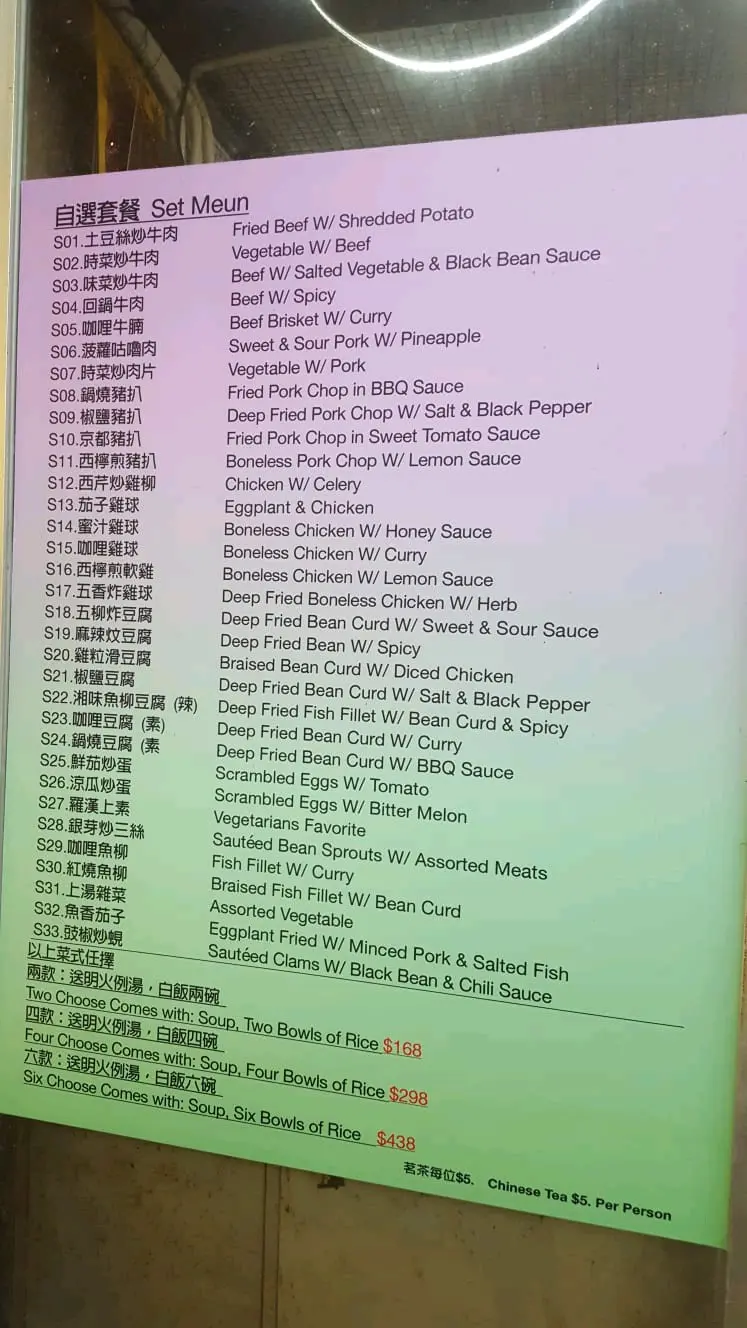 自選套餐 Set Meun
S01.土豆絲炒牛肉 Fried Beef W/ Shredded Potato
S02.時菜炒牛肉 Vegetable W/ Beef
S03.味菜炒牛肉 Beef W/ Salted Vegetable & Black Bean Sauce
S04.回鍋牛肉 Beef W/ Spicy
S05.咖哩牛腩 Beef Brisket W/ Curry
S06.菠蘿咕嚕肉 Sweet & Sour Pork W/ Pineapple
S07.時菜炒肉片 Vegetable W/ Pork
S08.鍋燒豬扒 Fried Pork Chop in BBQ Sauce
S09.椒鹽豬扒 Deep Fried Pork Chop W/ Salt & Black Pepper
S10.京都豬扒 Fried Pork Chop in Sweet Tomato Sauce
S11.西檸煎豬扒 Boneless Pork Chop W/ Lemon Sauce
S12.西芹炒雞柳 Chicken W/ Celery
S13.茄子雞球 Eggplant & Chicken
S14.蜜汁雞球 Boneless Chicken W/ Honey Sauce
S15.咖哩雞球 Boneless Chicken W/ Curry
S16.西檸煎軟雞 Boneless Chicken W/ Lemon Sauce
S17.五香炸雞球 Deep Fried Boneless Chicken W/ Herb
S18.五柳炸豆腐 Deep Fried Bean Curd W/ Sweet & Sour Sauce
S19.麻辣炆豆腐 Deep Fried Bean W/ Spicy
S20.雞粒滑豆腐 Braised Bean Curd W/ Diced Chicken
S21.椒鹽豆腐 Deep Fried Bean Curd W/ Salt & Black Pepper
S22.湘味魚柳豆腐 (辣) Deep Fried Fish Fillet W/ Bean Curd & Spicy
S23.咖哩豆腐 (素) Deep Fried Bean Curd W/ Curry
S24.鍋燒豆腐 (素 Deep Fried Bean Curd W/ BBQ Sauce
S25.鮮茄炒蛋 Scrambled Eggs W/ Tomato
S26.涼瓜炒蛋 Scrambled Eggs W/ Bitter Melon
S27.羅漢上素 Vegetarians Favorite
S28.銀芽炒三絲 Sautéed Bean Sprouts W/ Assorted Meats
S29.咖哩魚柳 Fish Fillet W/ Curry
S30.紅燒魚柳 Braised Fish Fillet W/ Bean Curd
S31.上湯雜菜 Assorted Vegetable
S32.魚香茄子 Eggplant Fried W/ Minced Pork & Salted Fish
S33.豉椒炒蜆 Sautéed Clams W/ Black Bean & Chili Sauce
以上菜式任擇
兩款：送明火例湯，白飯兩碗
Two Choose Comes with: Soup, Two Bowls of Rice $168
四款：送明火例湯，白飯四碗
Four Choose Comes with: Soup, Four Bowls of Rice $298
六款：送明火例湯，白飯六碗
Six Choose Comes with: Soup, Six Bowls of Rice $438
茗茶每位$5. Chinese Tea $5. Per Person